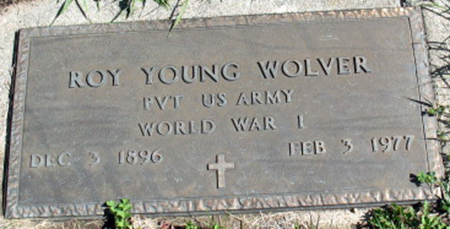 ROY YOUNG WOLVER
PVT US ARMY
WORLD WAR I
DEC 3 1896 FEB 3 1977